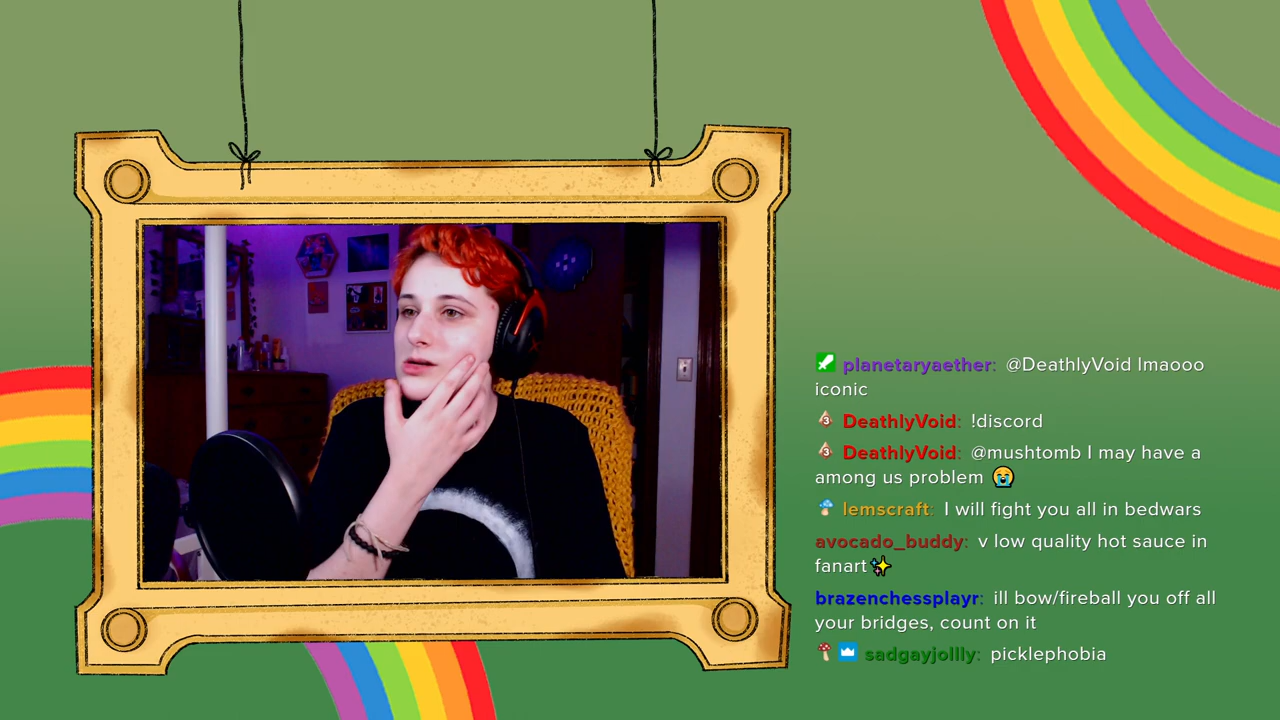 planetaryaether: @DeathlyVoid lmaooo
iconic
DeathlyVoid: !discord
DeathlyVoid: @mushtomb I may have a
among us problem 😭
lemscraft: I will fight you all in bedwars
avocado_buddy: v low quality hot sauce in
fanart✨
brazenchessplayr: ill bow/fireball you off all
your bridges, count on it
sadgayjollly: picklephobia